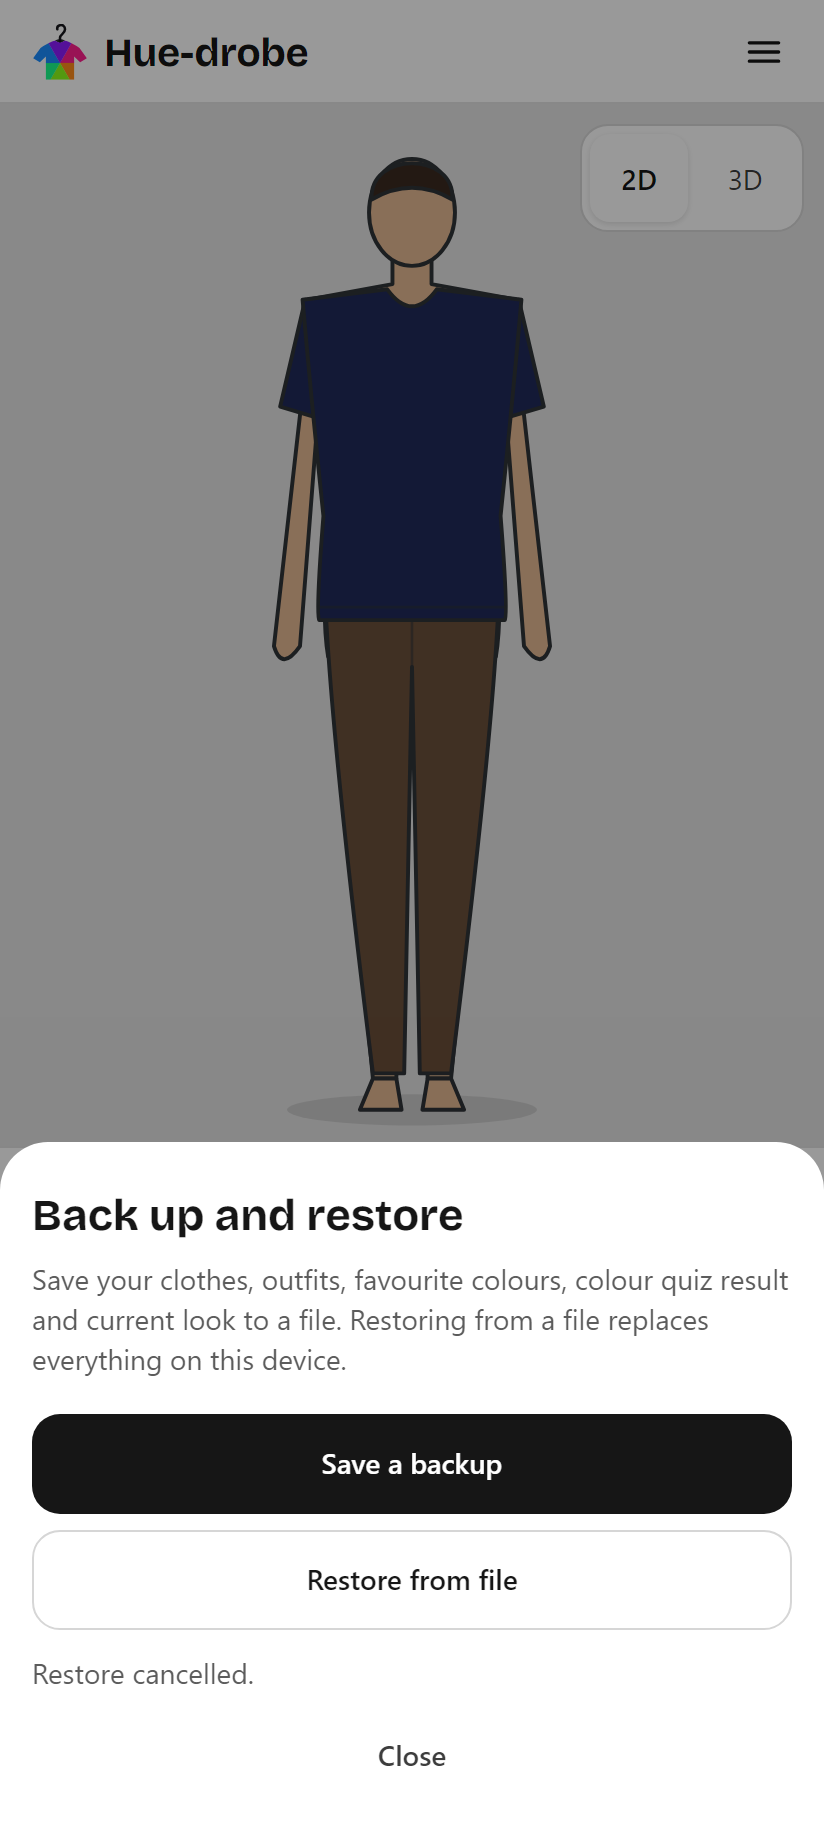 Hue-drobe
2D 3D
Back up and restore
Save your clothes, outfits, favourite colours, colour quiz result
and current look to a file. Restoring from a file replaces
everything on this device.
Save a backup
Restore from file
Restore cancelled.
Close